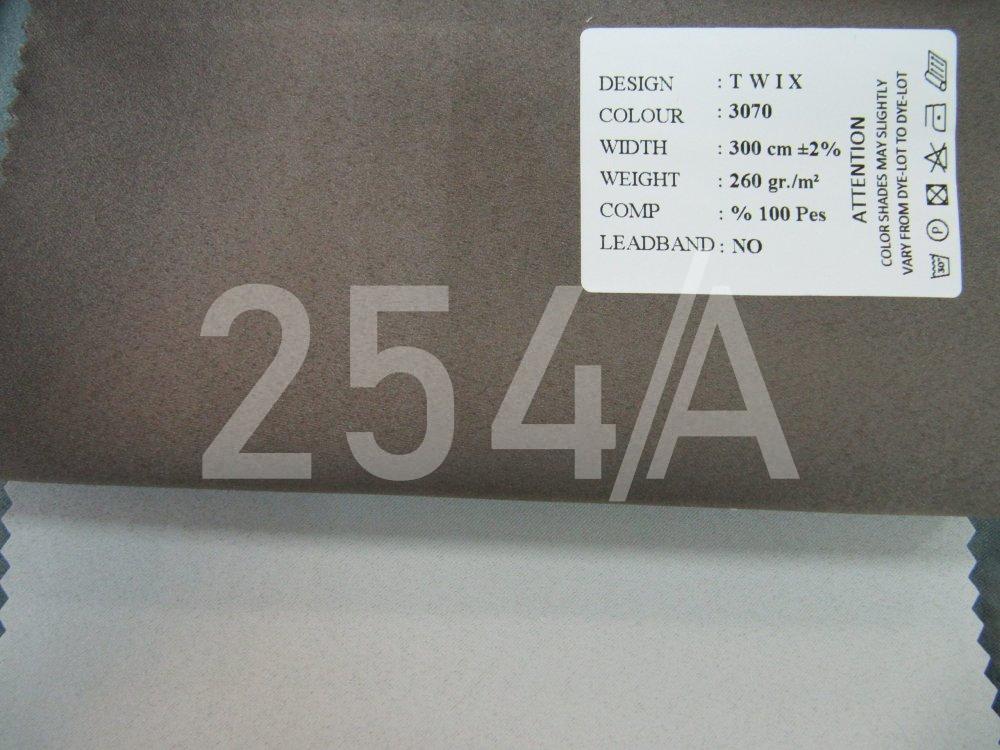 DESIGN : T W I X
COLOUR : 3070
WIDTH : 300 cm ±2%
WEIGHT : 260 gr./m²
COMP : % 100 Pes
LEADBAND : NO
ATTENTION
COLOR SHADES MAY SLIGHTLY
VARY FROM DYE-LOT TO DYE-LOT
P
30°
254/A